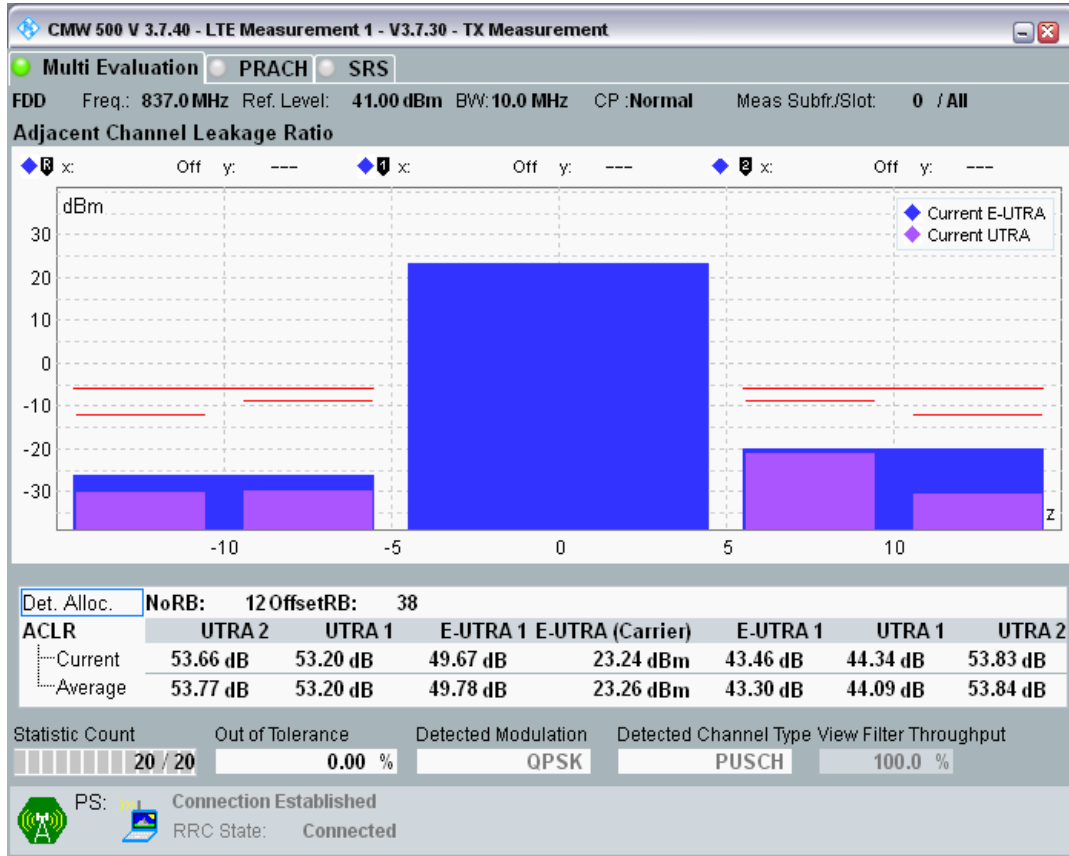 CMW 500 V 3.7.40 - LTE Measurement 1 - V3.7.30 - TX Measurement
Multi Evaluation PRACH SRS
FDD Freq.: 837.0 MHz Ref. Level: 41.00 dBm BW: 10.0 MHz CP :Normal Meas Subfr./Slot: 0 / All
Adjacent Channel Leakage Ratio
R x: Off y: --- 1 x: Off y: --- 2 x: Off y: ---
dBm
Current E-UTRA
Current UTRA
30
20
10
0
-10
-20
-30
z
-10 -5 0 5 10
Det. Alloc. NoRB: 12 OffsetRB: 38
ACLR UTRA 2 UTRA 1 E-UTRA 1 E-UTRA (Carrier) E-UTRA 1 UTRA 1 UTRA 2
Current 53.66 dB 53.20 dB 49.67 dB 23.24 dBm 43.46 dB 44.34 dB 53.83 dB
Average 53.77 dB 53.20 dB 49.78 dB 23.26 dBm 43.30 dB 44.09 dB 53.84 dB
Statistic Count Out of Tolerance Detected Modulation Detected Channel Type View Filter Throughput
20 / 20 0.00 % QPSK PUSCH 100.0 %
PS: Connection Established
RRC State: Connected